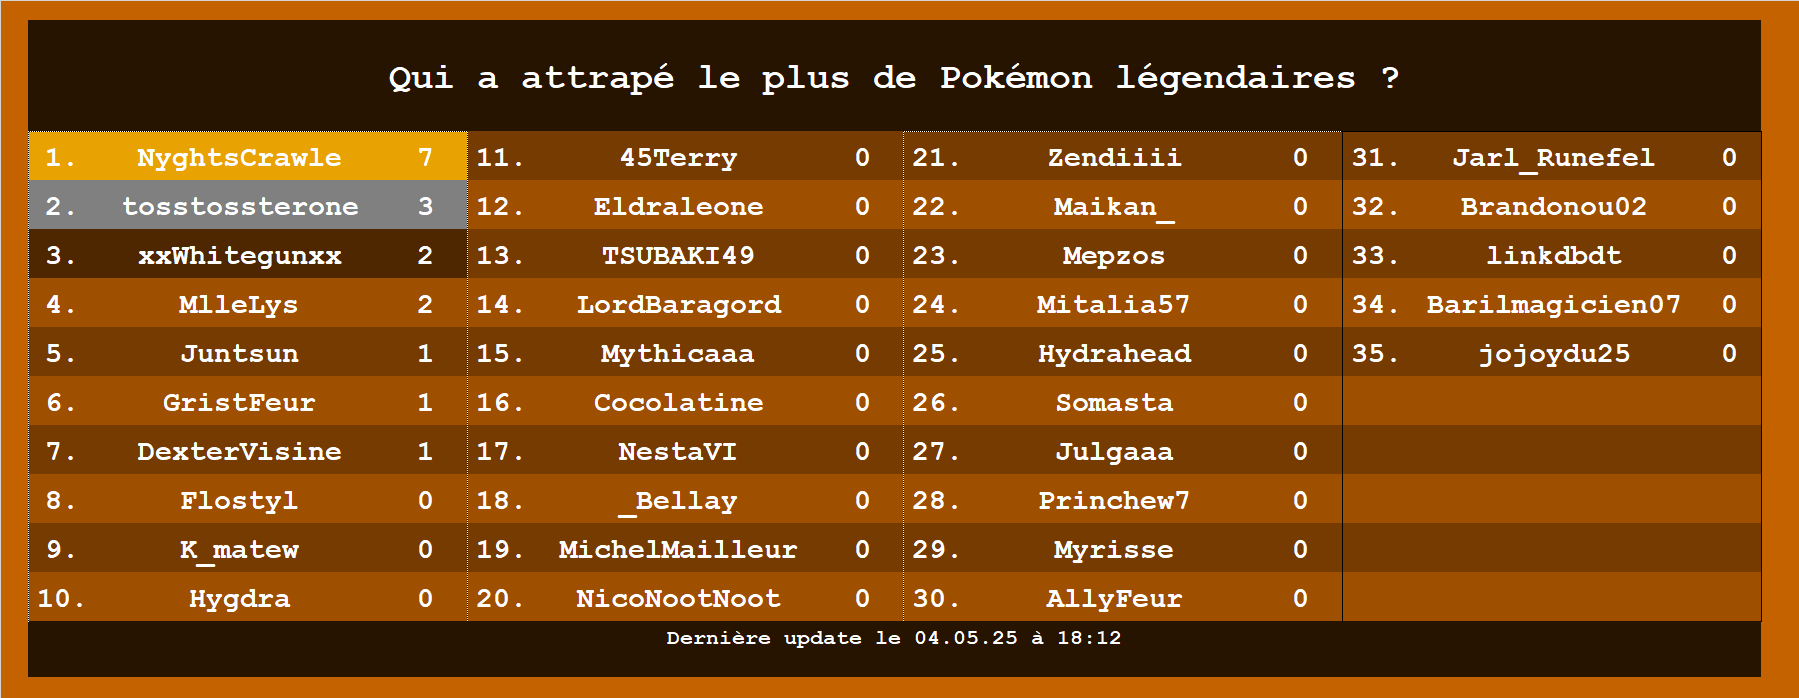 Qui a attrapé le plus de Pokémon légendaires ?
1. NyghtsCrawle 7
2. tosstossterone 3
3. xxWhitegunxx 2
4. MlleLys 2
5. Juntsun 1
6. GristFeur 1
7. DexterVisine 1
8. Flostyl 0
9. K_matew 0
10. Hygdra 0
11. 45Terry 0
12. Eldraleone 0
13. TSUBAKI49 0
14. LordBaragord 0
15. Mythicaaa 0
16. Cocolatine 0
17. NestaVI 0
18. _Bellay 0
19. MichelMailleur 0
20. NicoNootNoot 0
21. Zendiiii 0
22. Maikan_ 0
23. Mepzos 0
24. Mitalia57 0
25. Hydrahead 0
26. Somasta 0
27. Julgaaa 0
28. Princhew7 0
29. Myrisse 0
30. AllyFeur 0
31. Jarl_Runefel 0
32. Brandonou02 0
33. linkdbdt 0
34. Barilmagicien07 0
35. jojoydu25 0
Dernière update le 04.05.25 à 18:12